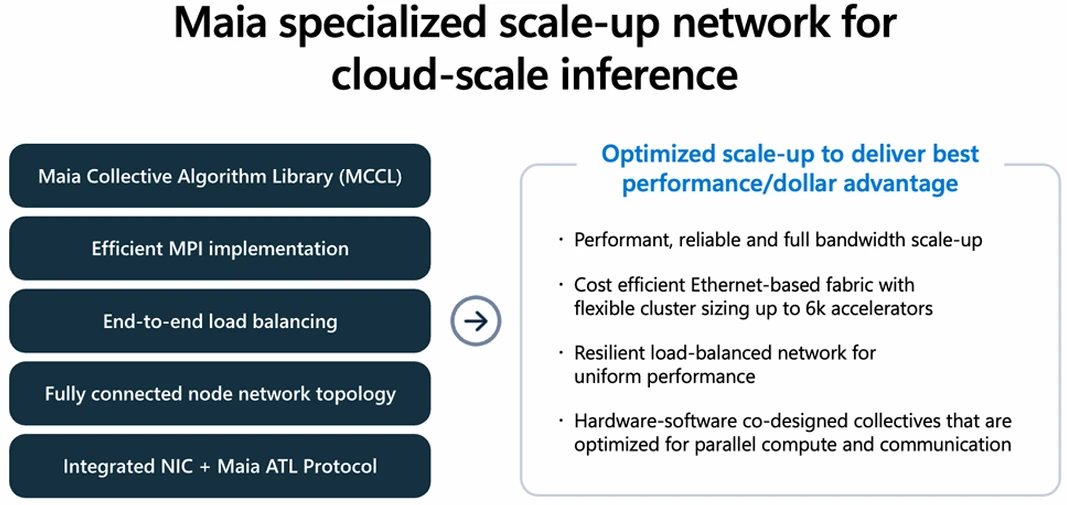 Maia specialized scale-up network for
cloud-scale inference
Maia Collective Algorithm Library (MCCL)
Efficient MPI implementation
End-to-end load balancing
Fully connected node network topology
Integrated NIC + Maia ATL Protocol
Optimized scale-up to deliver best
performance/dollar advantage
· Performant, reliable and full bandwidth scale-up
· Cost efficient Ethernet-based fabric with
flexible cluster sizing up to 6k accelerators
· Resilient load-balanced network for
uniform performance
· Hardware-software co-designed collectives that are
optimized for parallel compute and communication